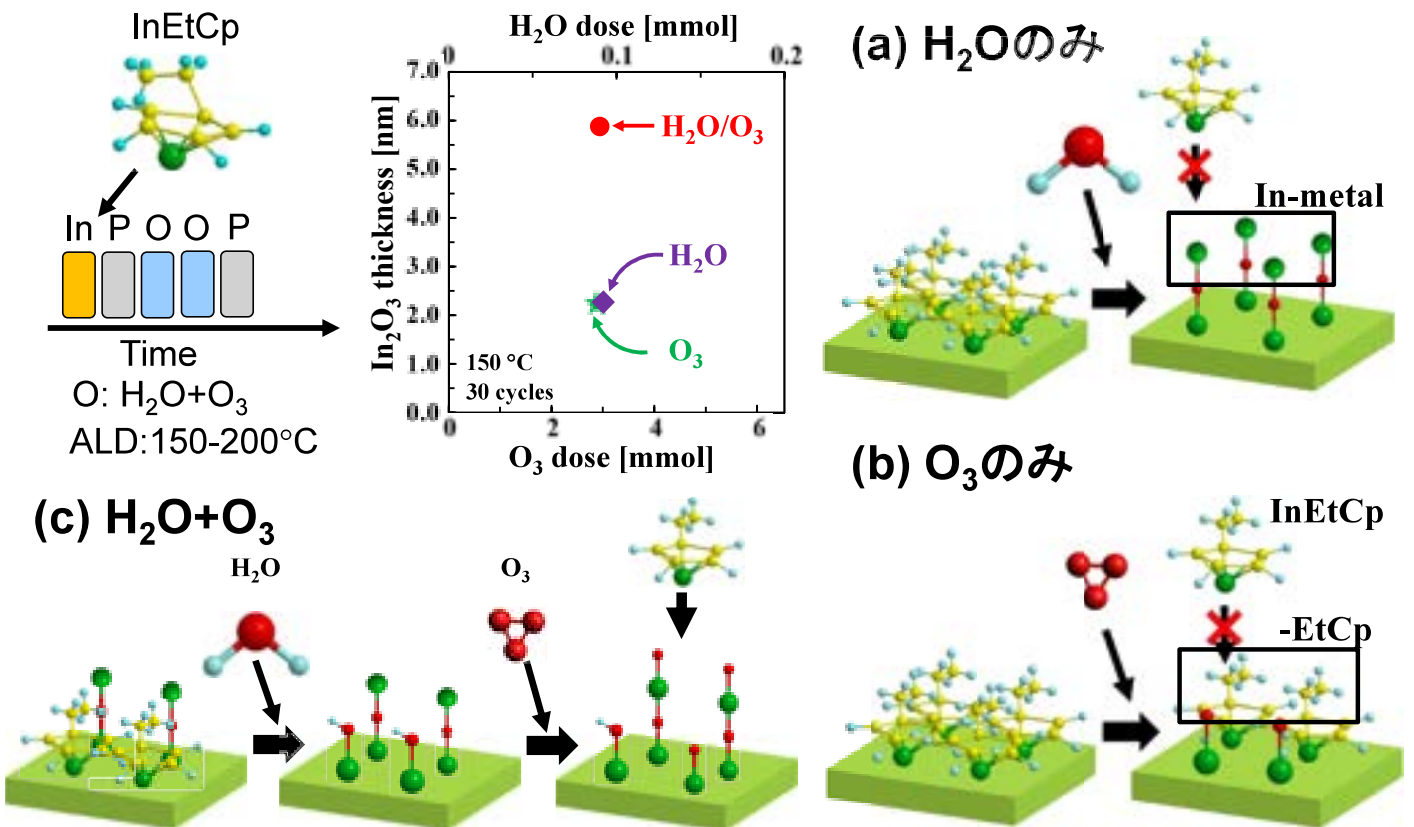 InEtCp
In P O O P
Time
O: H₂O+O₃
ALD:150-200°C
H₂O dose [mmol]
0 0.1 0.2
7.0
6.0
5.0
4.0
3.0
2.0
1.0
0.0
In₂O₃ thickness [nm]
H₂O/O₃
H₂O
O₃
150 °C
30 cycles
0 2 4 6
O₃ dose [mmol]
(a) H₂Oのみ
In-metal
(b) O₃のみ
InEtCp
-EtCp
(c) H₂O+O₃
H₂O
O₃